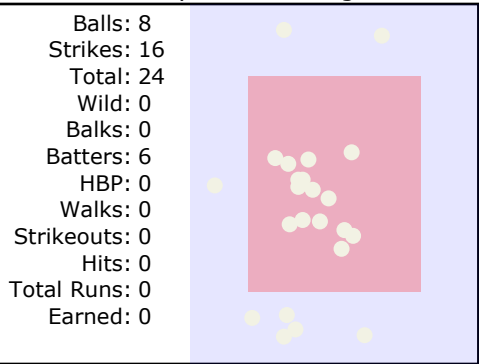 Balls: 8
Strikes: 16
Total: 24
Wild: 0
Balks: 0
Batters: 6
HBP: 0
Walks: 0
Strikeouts: 0
Hits: 0
Total Runs: 0
Earned: 0